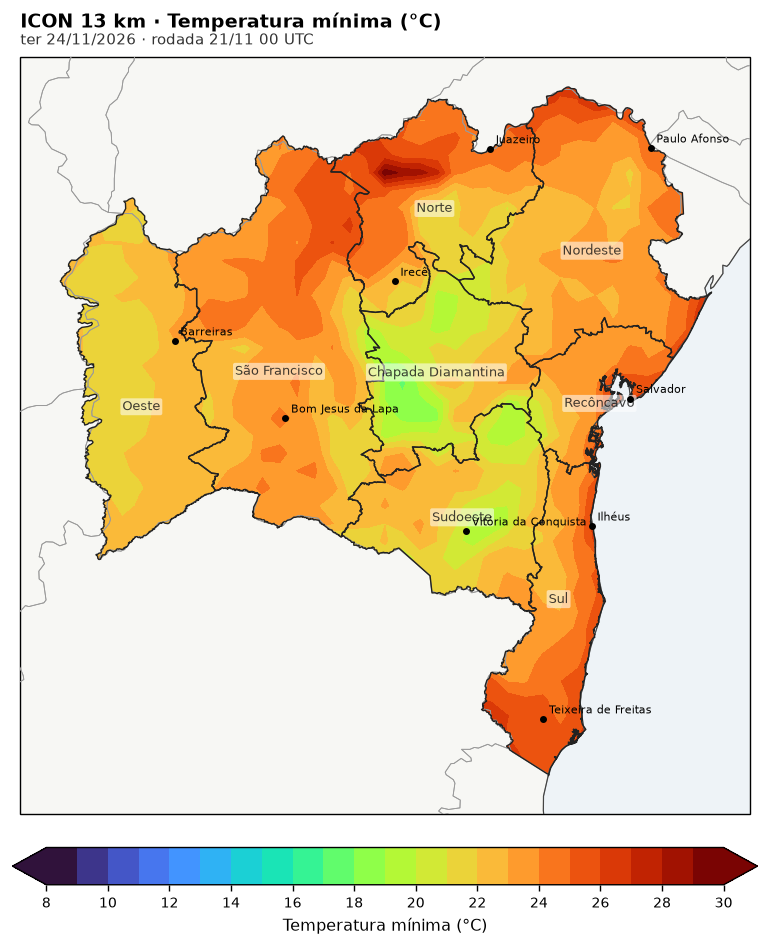 ICON 13 km · Temperatura mínima (°C)
ter 24/11/2026 · rodada 21/11 00 UTC
Juazeiro
Paulo Afonso
Norte
Nordeste
Irecê
Barreiras
São Francisco
Chapada Diamantina
Salvador
Oeste
Bom Jesus da Lapa
Recôncavo
Sudoeste
Vitória da Conquista
Ilhéus
Sul
Teixeira de Freitas
8 10 12 14 16 18 20 22 24 26 28 30
Temperatura mínima (°C)